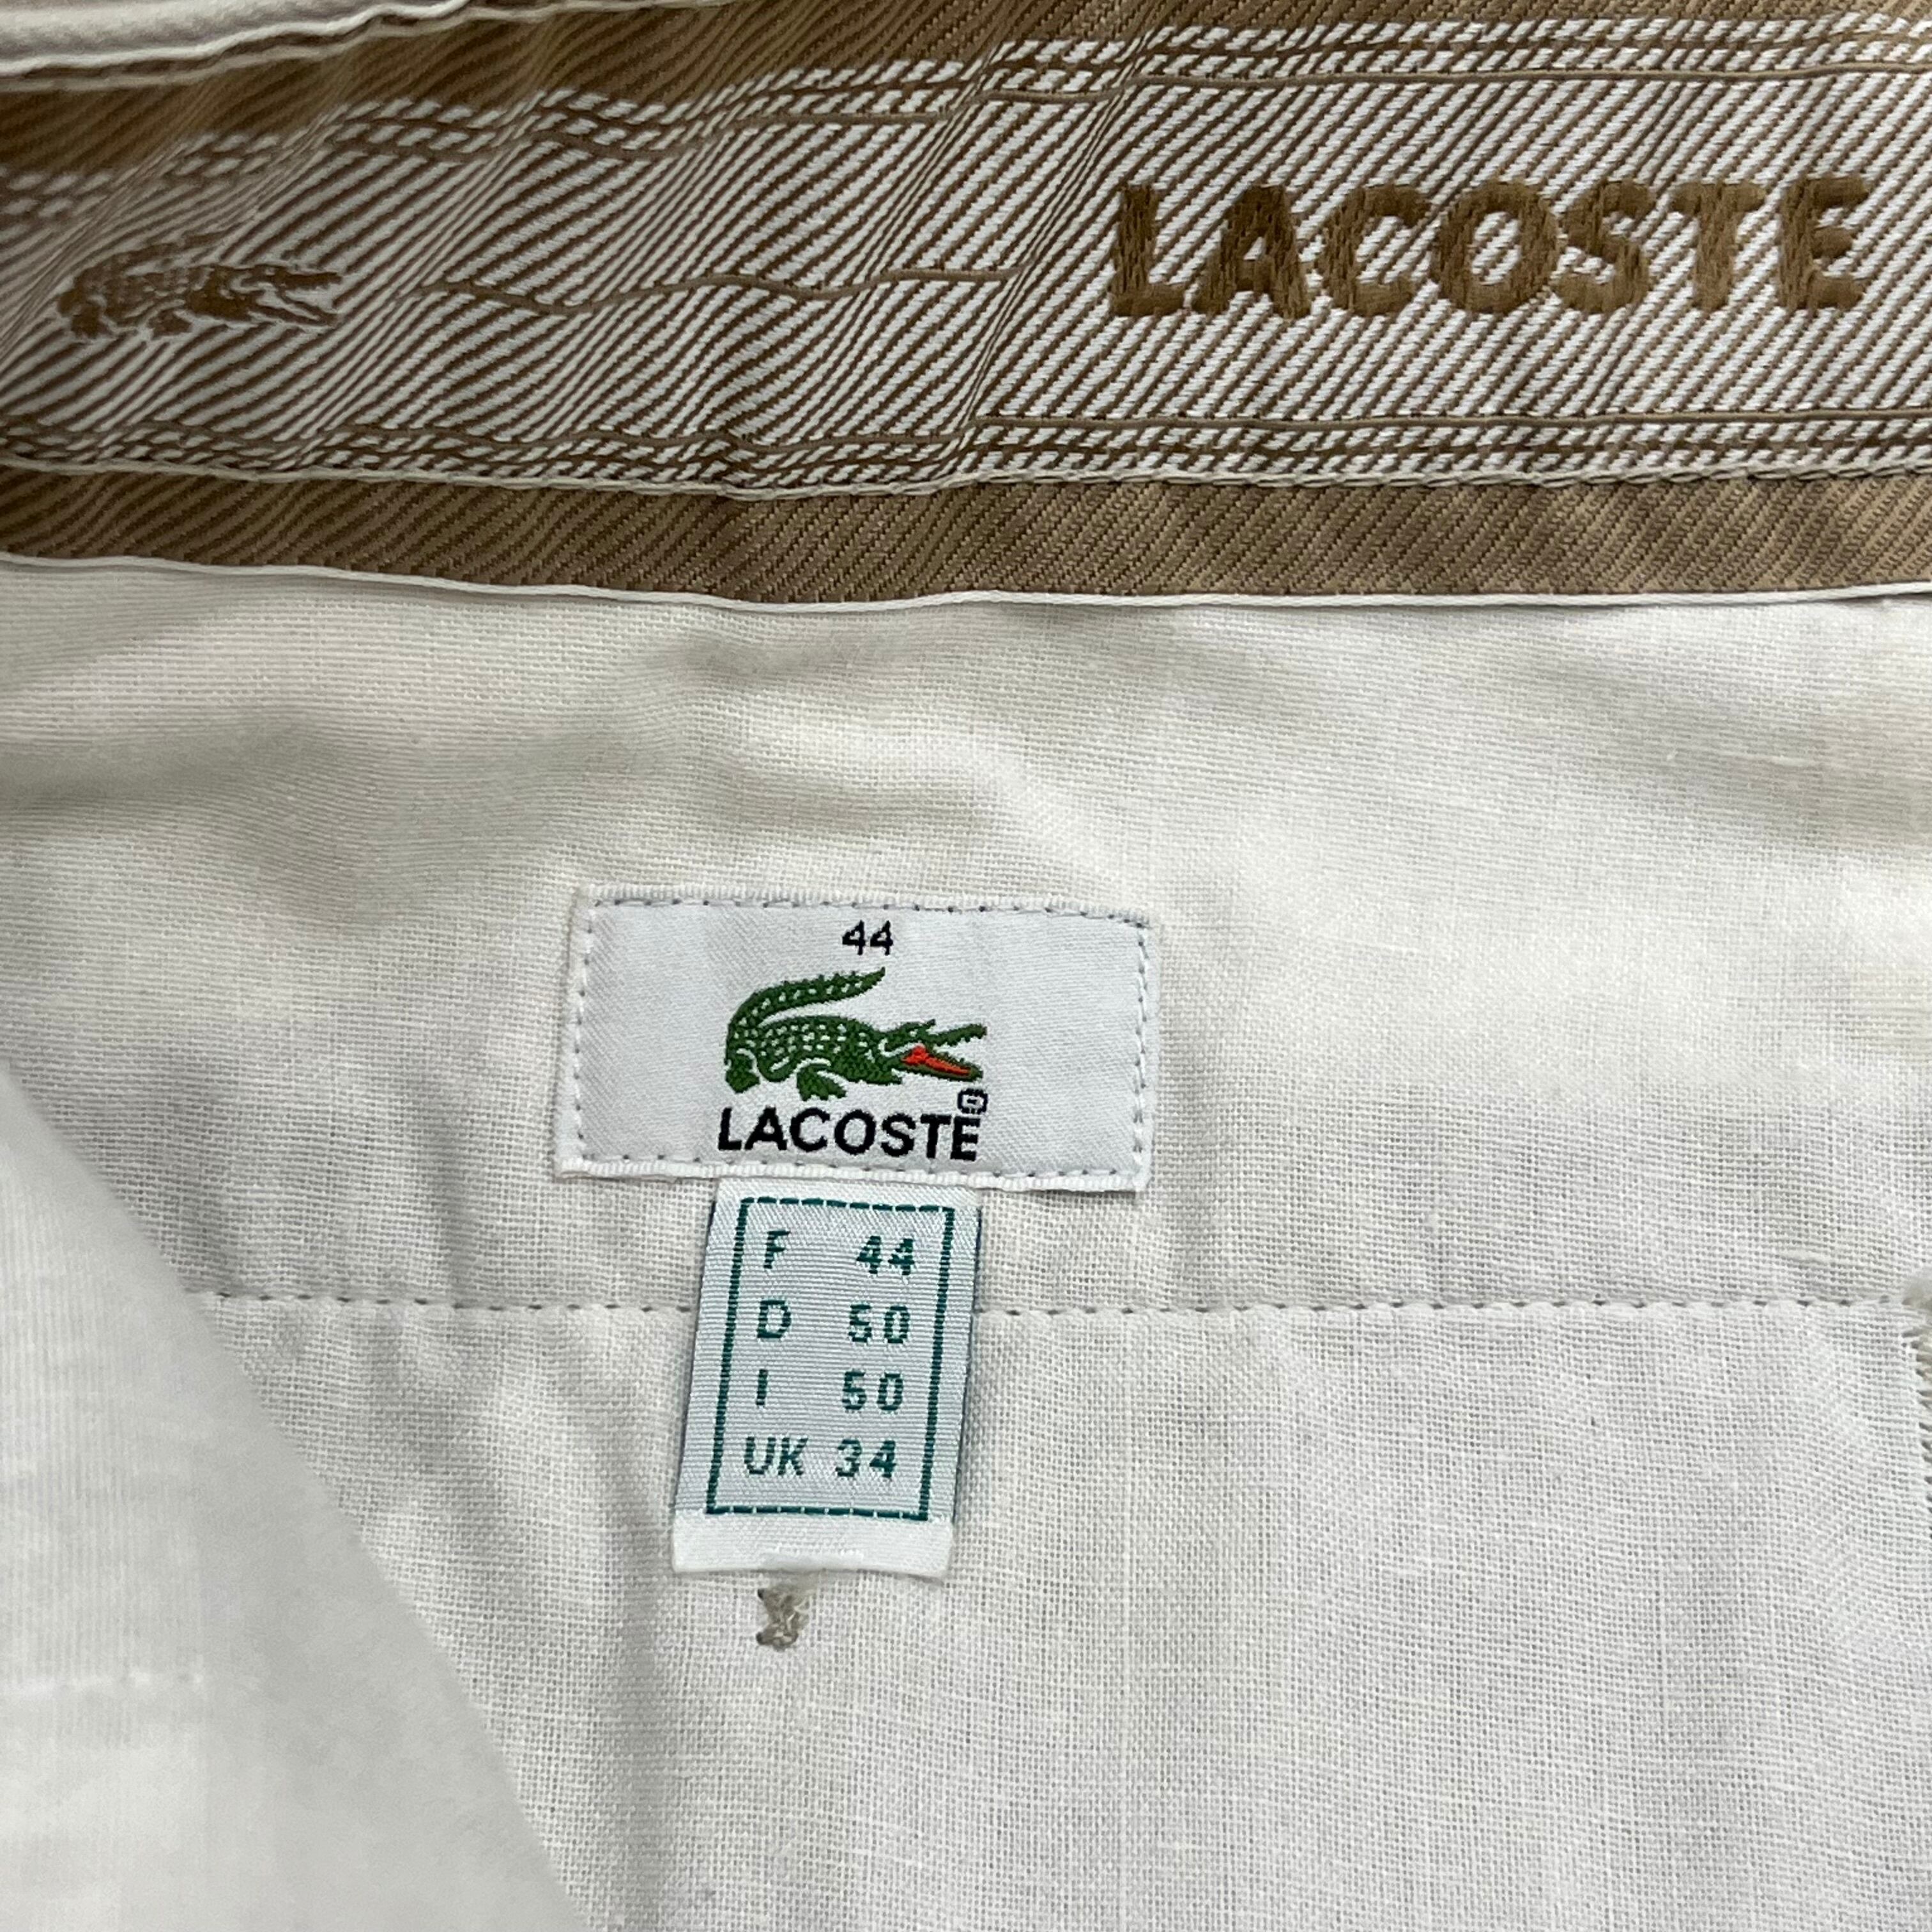 LACOSTE
44
LACOSTE®
F 44
D 50
I 50
UK 34